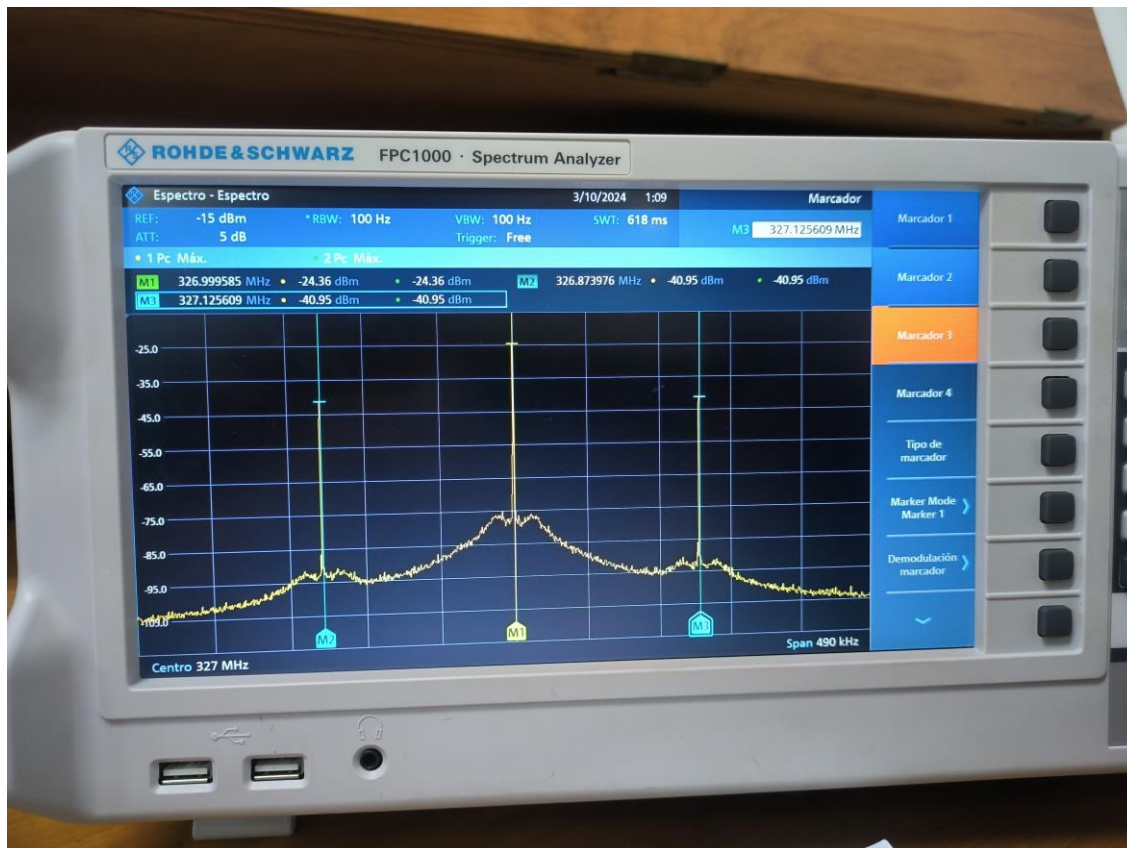 ROHDE&SCHWARZ FPC1000 · Spectrum Analyzer
Espectro - Espectro 3/10/2024 1:09 Marcador
REF: -15 dBm *RBW: 100 Hz VBW: 100 Hz SWT: 618 ms
M3 327.125609 MHz
ATT: 5 dB Trigger: Free
1 Pc Máx. 2 Pc Máx.
M1 326.999585 MHz -24.36 dBm -24.36 dBm M2 326.873976 MHz -40.95 dBm -40.95 dBm
M3 327.125609 MHz -40.95 dBm -40.95 dBm
-25.0
-35.0
-45.0
-55.0
-65.0
-75.0
-85.0
-95.0
-105.0
M2 M1 M3
Centro 327 MHz Span 490 kHz
Marcador 1
Marcador 2
Marcador 3
Marcador 4
Tipo de
marcador
Marker Mode
Marker 1
Demodulación
marcador